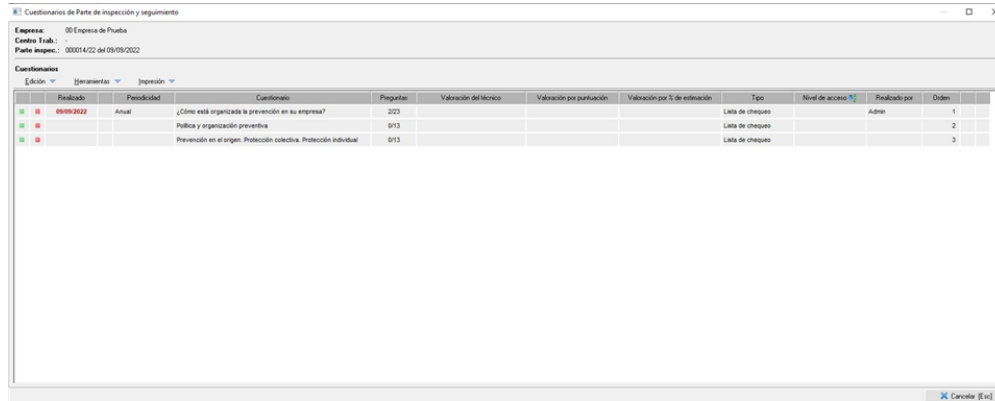 Cuestionarios de Parte de inspección y seguimiento
Empresa: 00 Empresa de Prueba
Centro Trab.: -
Parte inspec.: 000014/22 del 09/09/2022
Cuestionarios
Edición Herramientas Impresión
Realizado Periodicidad Cuestionario Preguntas Valoración del técnico Valoración por puntuación Valoración por % de estimación Tipo Nivel de acceso Realizado por Orden
09/09/2022 Anual ¿Cómo está organizada la prevención en su empresa? 2/23 Lista de chequeo Admin 1
Política y organización preventiva 0/13 Lista de chequeo 2
Prevención en el origen. Protección colectiva. Protección individual 0/13 Lista de chequeo 3
Cancelar [Esc]